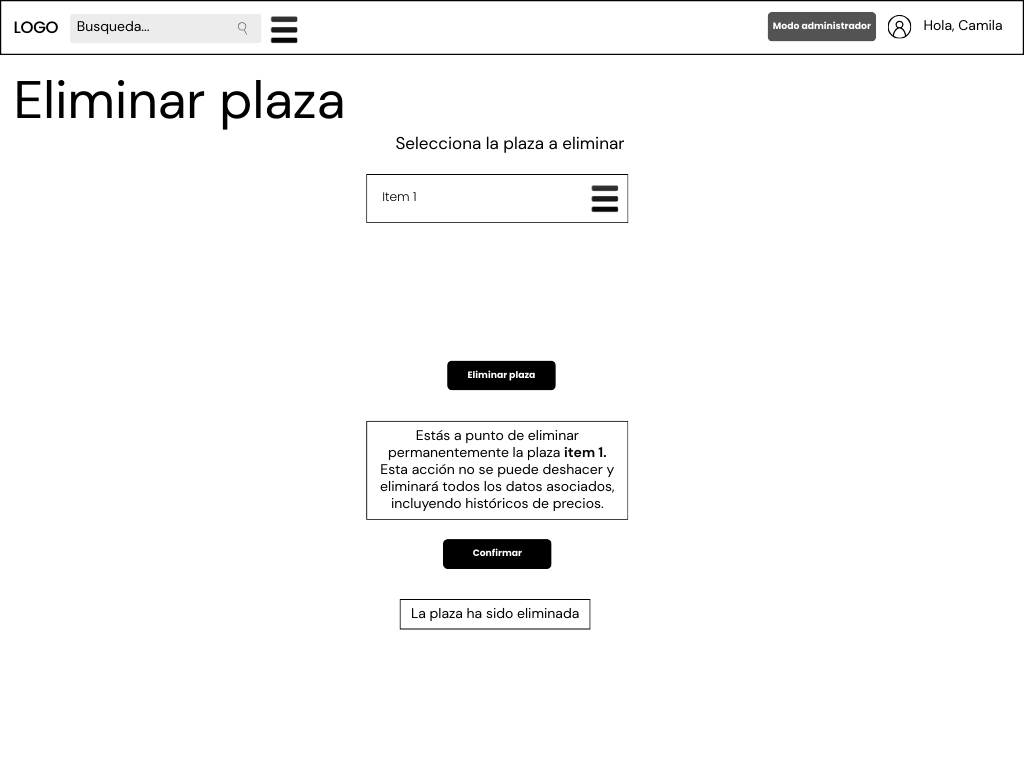 LOGO
Busqueda...
Modo administrador
Hola, Camila
Eliminar plaza
Selecciona la plaza a eliminar
Item 1
Eliminar plaza
Estás a punto de eliminar
permanentemente la plaza item 1.
Esta acción no se puede deshacer y
eliminará todos los datos asociados,
incluyendo históricos de precios.
Confirmar
La plaza ha sido eliminada